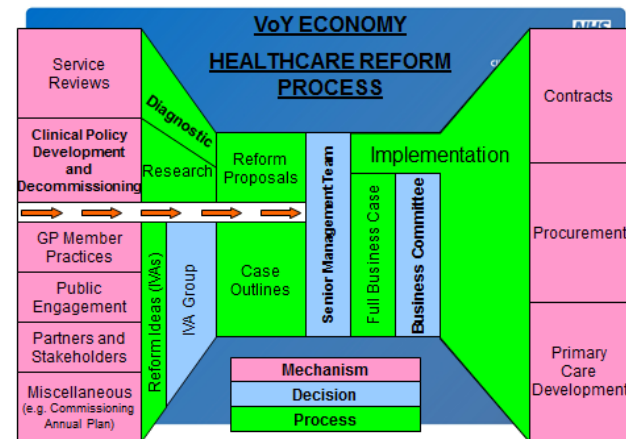 VoY ECONOMY
HEALTHCARE REFORM
PROCESS
NHS
Service
Reviews
Clinical Policy
Development
and
Decommissioning
GP Member
Practices
Public
Engagement
Partners and
Stakeholders
Miscellaneous
(e.g. Commissioning
Annual Plan)
Diagnostic
Research
Reform Ideas (IVAs)
IVA Group
Reform
Proposals
Case
Outlines
Senior Management Team
Implementation
Full Business Case
Business Committee
Contracts
Procurement
Primary
Care
Development
Mechanism
Decision
Process